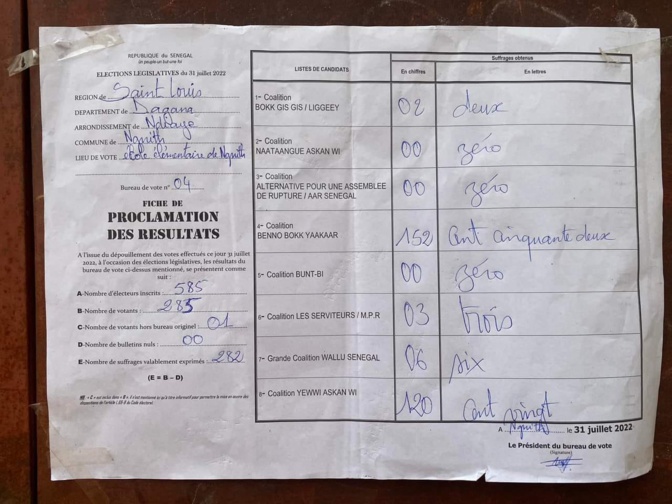 REPUBLIQUE DU SENEGAL
Un peuple-un but-une foi
ELECTIONS LEGISLATIVES du 31 juillet 2022
REGION de Saint Louis
DEPARTEMENT de Dagana
ARRONDISSEMENT de Ndiaye
COMMUNE de Ngnith
LIEU DE VOTE école élémentaire de Ngnith
Bureau de vote n° 04
FICHE DE
PROCLAMATION
DES RESULTATS
A l'issue du dépouillement des votes effectués ce jour 31 juillet
2022, à l'occasion des élections législatives, les résultats du
bureau de vote ci-dessus mentionné, se présentent comme
suit :
A-Nombre d'électeurs inscrits : 585
B-Nombre de votants : 285
C-Nombre de votants hors bureau originel : 01
D-Nombre de bulletins nuls : 00
E-Nombre de suffrages valablement exprimés : 282
(E = B – D)
LISTES DE CANDIDATS
Suffrages obtenus
En chiffres
En lettres
1- Coalition
BOKK GIS GIS / LIGGEEY
02 deux
2- Coalition
NAATAANGUE ASKAN WI
00 zéro
3- Coalition
ALTERNATIVE POUR UNE ASSEMBLEE
DE RUPTURE / AAR SENEGAL
00 zéro
4- Coalition
BENNO BOKK YAAKAAR
152 cent cinquante deux
5- Coalition BUNT-BI
00 zéro
6- Coalition LES SERVITEURS / M.P.R
03 trois
7- Grande Coalition WALLU SENEGAL
06 six
8- Coalition YEWWI ASKAN WI
120 cent vingt
A Ngnith le 31 juillet 2022
Le Président du bureau de vote
(Signature)